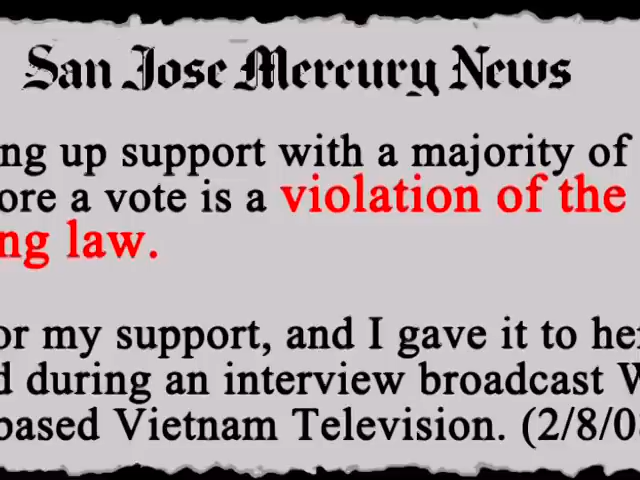 San Jose Mercury News
ng up support with a majority of
ore a vote is a violation of the
ng law.
or my support, and I gave it to her
d during an interview broadcast W
based Vietnam Television. (2/8/0